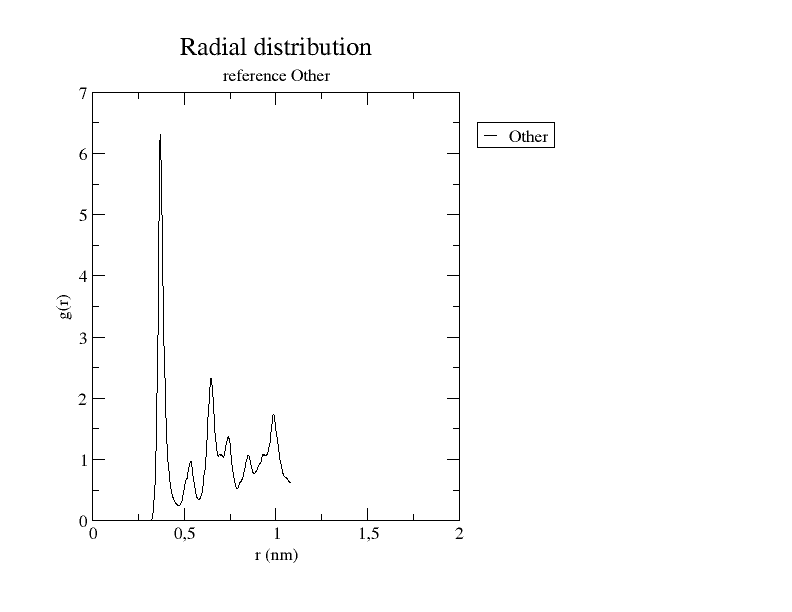 Radial distribution
reference Other
7
6
5
4
3
2
1
0
g(r)
0
0,5
1
1,5
2
r (nm)
Other